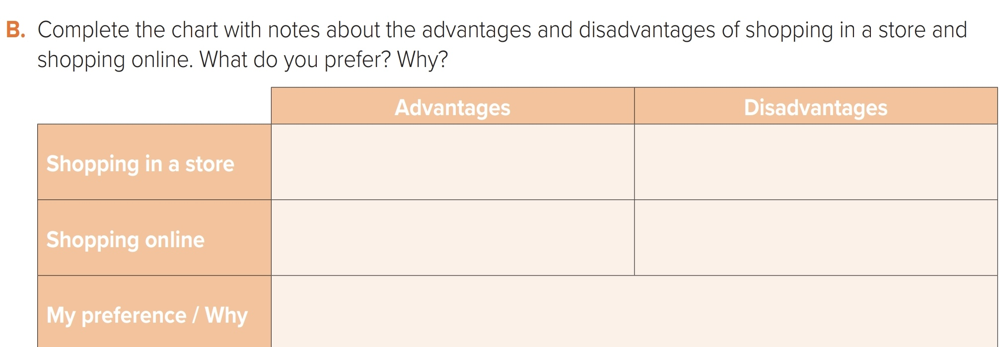 B. Complete the chart with notes about the advantages and disadvantages of shopping in a store and
shopping online. What do you prefer? Why?
Advantages Disadvantages
Shopping in a store
Shopping online
My preference / Why